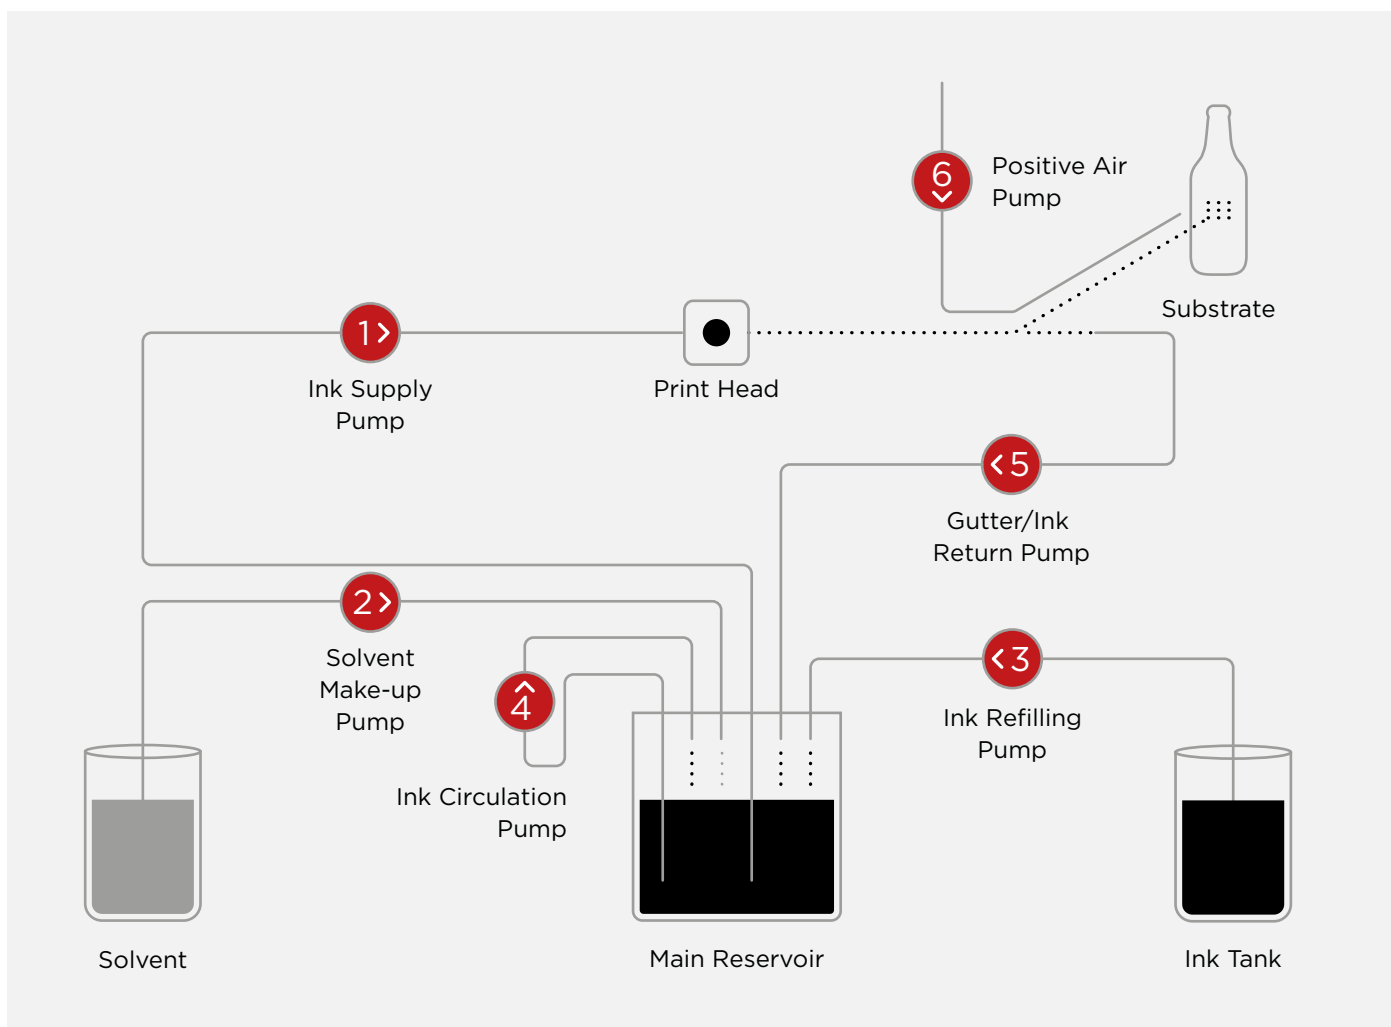 6
Positive Air
Pump
Substrate
1
Ink Supply
Pump
Print Head
5
Gutter/Ink
Return Pump
2
Solvent
Make-up
Pump
4
Ink Circulation
Pump
3
Ink Refilling
Pump
Solvent
Main Reservoir
Ink Tank